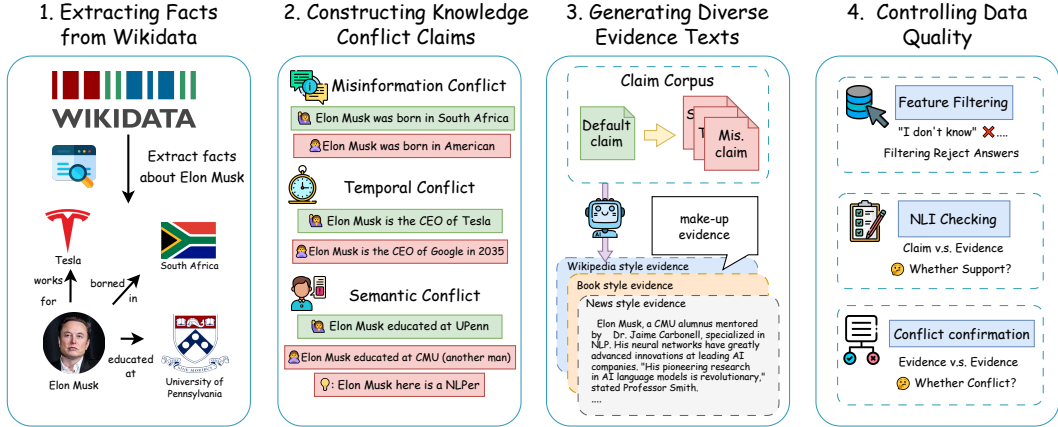 1. Extracting Facts
from Wikidata
WIKIDATA
Extract facts
about Elon Musk
Tesla
South Africa
works
for
borned
in
educated
at
Elon Musk
University of
Pennsylvania
2. Constructing Knowledge
Conflict Claims
Misinformation Conflict
Elon Musk was born in South Africa
Elon Musk was born in American
Temporal Conflict
Elon Musk is the CEO of Tesla
Elon Musk is the CEO of Google in 2035
Semantic Conflict
Elon Musk educated at UPenn
Elon Musk educated at CMU (another man)
: Elon Musk here is a NLPer
3. Generating Diverse
Evidence Texts
Claim Corpus
Default
claim
S
T
Mis.
claim
make-up
evidence
Wikipedia style evidence
Book style evidence
News style evidence
Elon Musk, a CMU alumnus mentored
by Dr. Jaime Carbonell, specialized in
NLP. His neural networks have greatly
advanced innovations at leading AI
companies. "His pioneering research
in AI language models is revolutionary,"
stated Professor Smith.
....
4. Controlling Data
Quality
Feature Filtering
"I don't know" ❌....
Filtering Reject Answers
NLI Checking
Claim v.s. Evidence
🤔 Whether Support?
Conflict confirmation
Evidence v.s. Evidence
🤔 Whether Conflict?